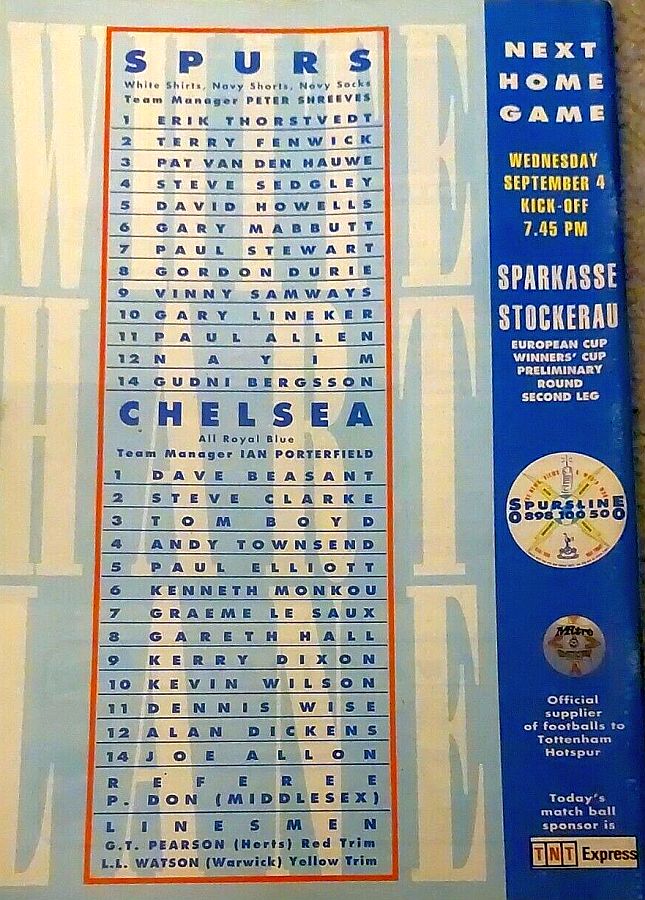 WHITE
HART
LANE
SPURS
White Shirts, Navy Shorts, Navy Socks
Team Manager PETER SHREEVES
1 ERIK THORSTVEDT
2 TERRY FENWICK
3 PAT VAN DEN HAUWE
4 STEVE SEDGLEY
5 DAVID HOWELLS
6 GARY MABBUTT
7 PAUL STEWART
8 GORDON DURIE
9 VINNY SAMWAYS
10 GARY LINEKER
11 PAUL ALLEN
12 NAYIM
14 GUDNI BERGSSON
CHELSEA
All Royal Blue
Team Manager IAN PORTERFIELD
1 DAVE BEASANT
2 STEVE CLARKE
3 TOM BOYD
4 ANDY TOWNSEND
5 PAUL ELLIOTT
6 KENNETH MONKOU
7 GRAEME LE SAUX
8 GARETH HALL
9 KERRY DIXON
10 KEVIN WILSON
11 DENNIS WISE
12 ALAN DICKENS
14 JOE ALLON
REFEREE
P. DON (MIDDLESEX)
LINESMEN
G.T. PEARSON (Herts) Red Trim
L.L. WATSON (Warwick) Yellow Trim
NEXT
HOME
GAME
WEDNESDAY
SEPTEMBER 4
KICK-OFF
7.45 PM
SPARKASSE
STOCKERAU
EUROPEAN CUP
WINNERS' CUP
PRELIMINARY
ROUND
SECOND LEG
SPURSLINE
0898 100 500
Mitre
Official
supplier
of footballs to
Tottenham
Hotspur
Today's
match ball
sponsor is
TNT Express